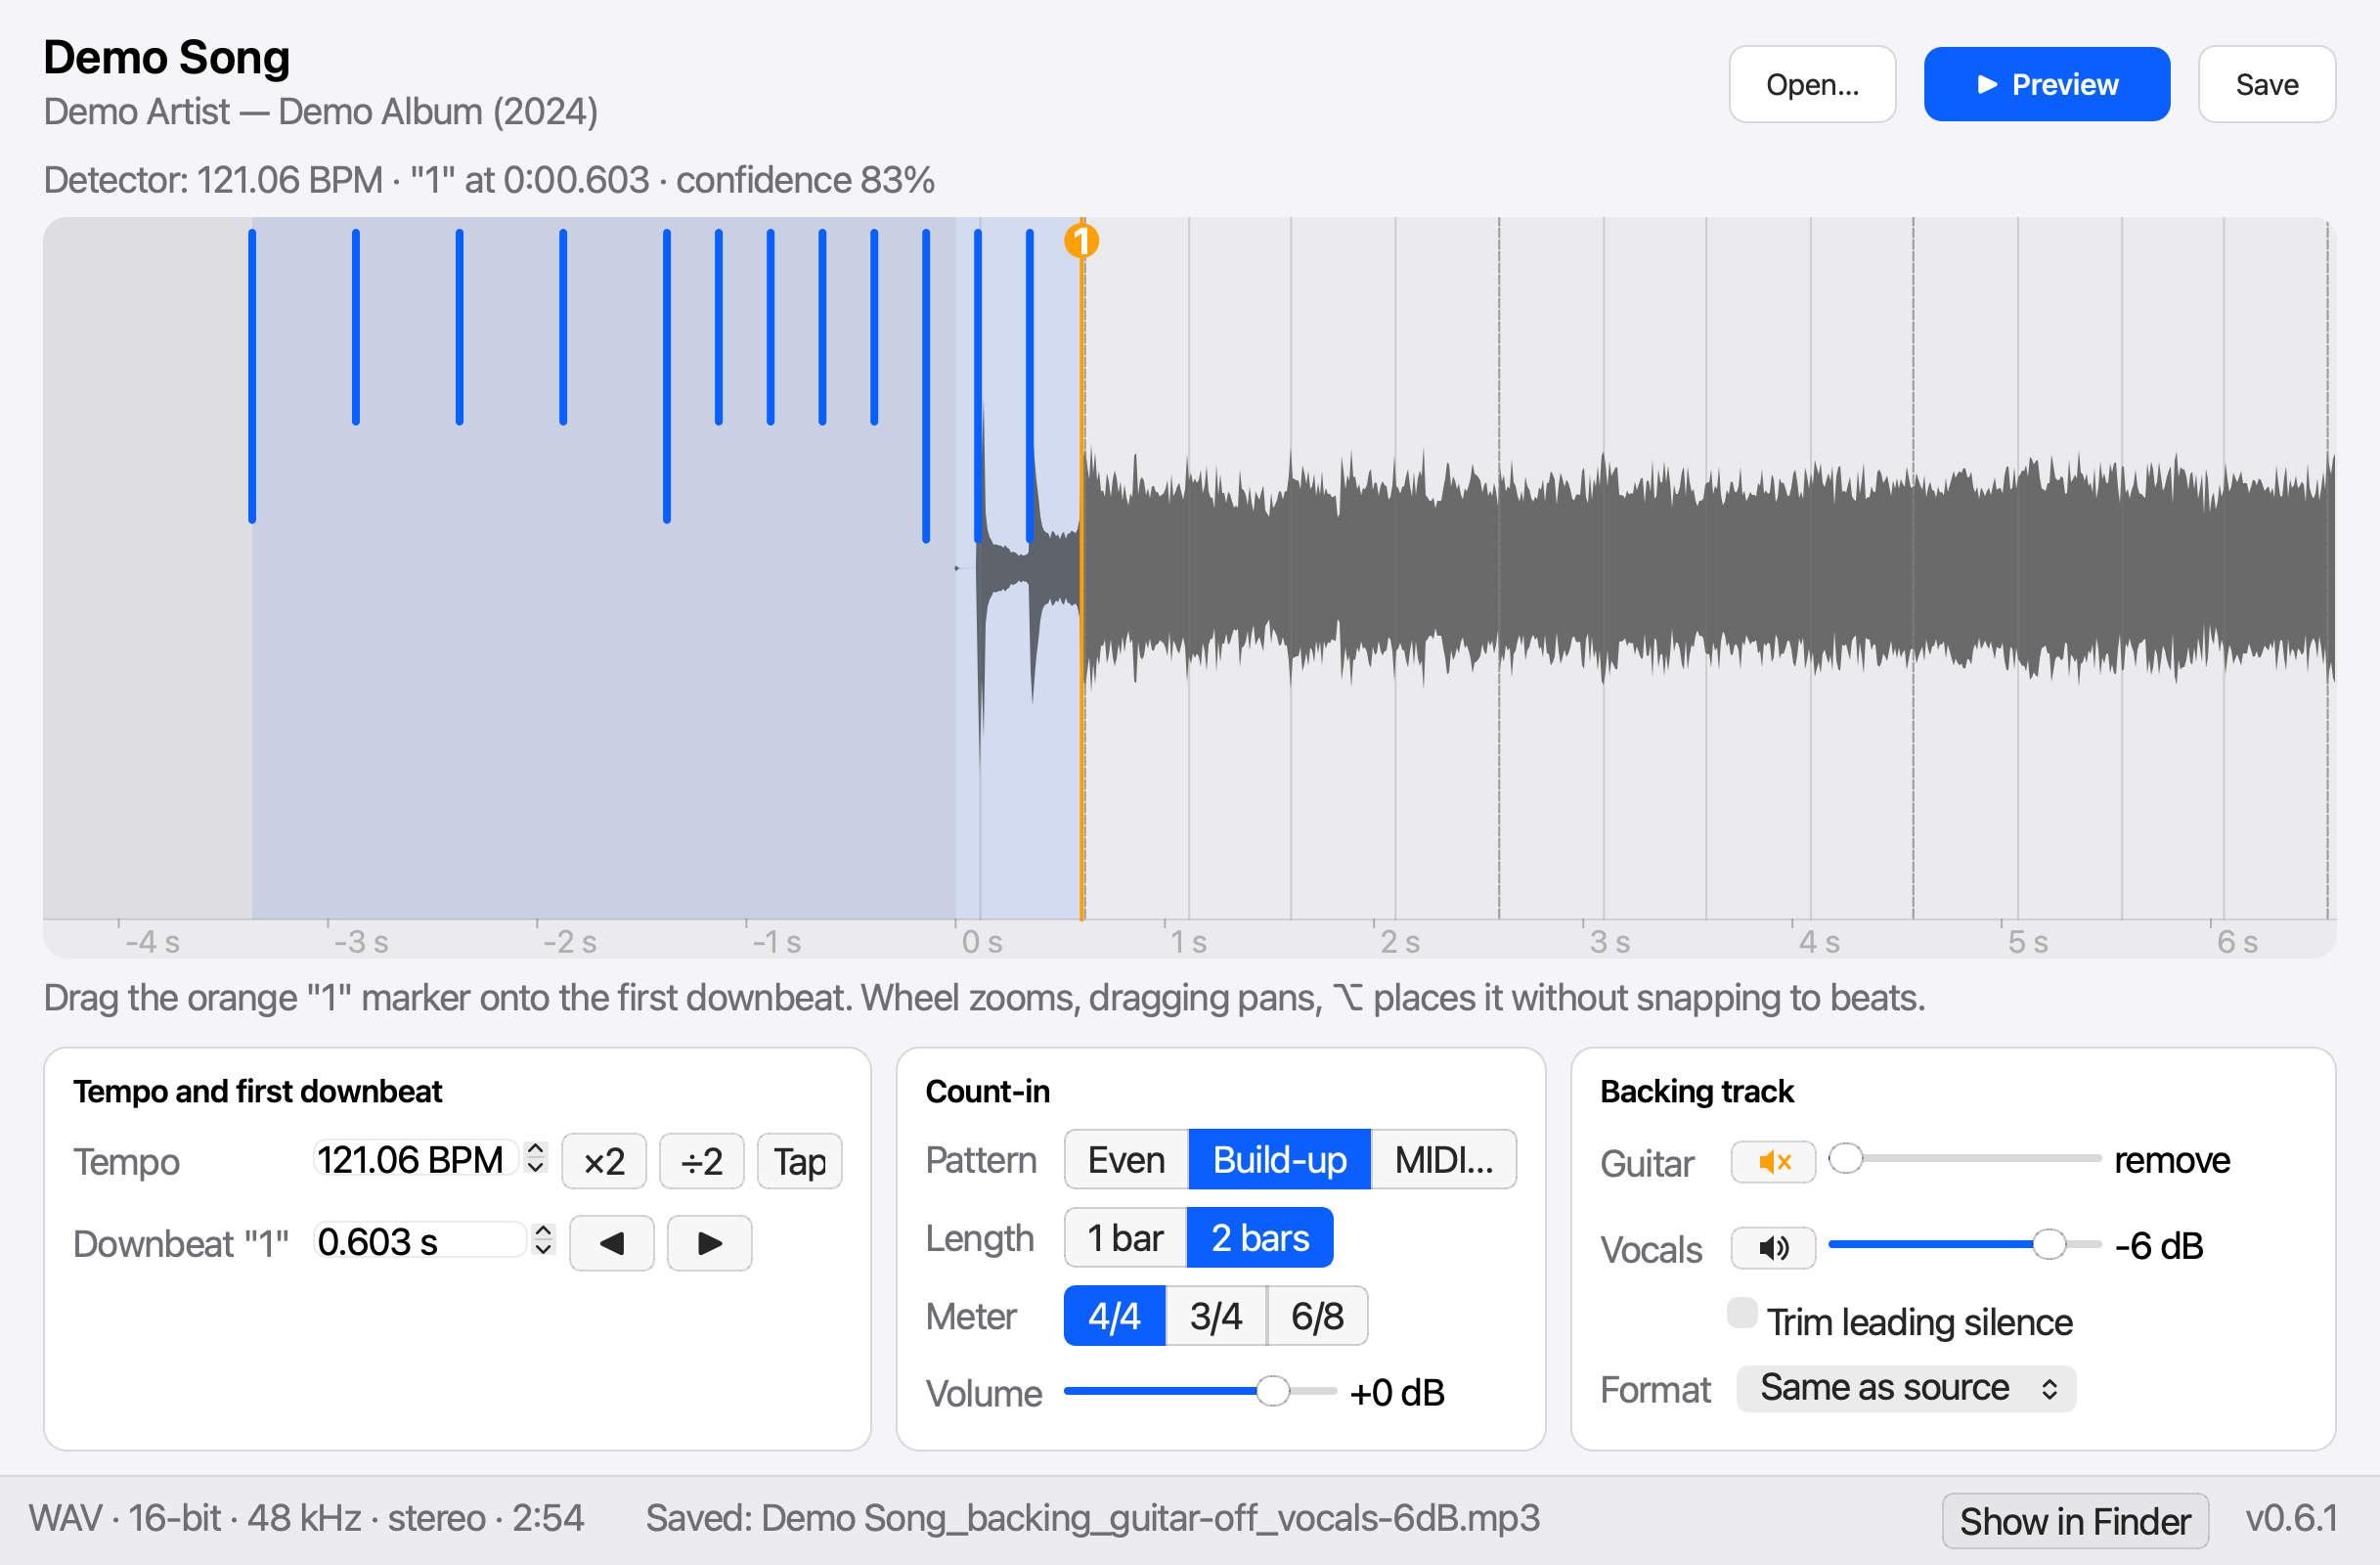 Demo Song
Demo Artist — Demo Album (2024)
Open... Preview Save
Detector: 121.06 BPM · "1" at 0:00.603 · confidence 83%
1
-4 s -3 s -2 s -1 s 0 s 1 s 2 s 3 s 4 s 5 s 6 s
Drag the orange "1" marker onto the first downbeat. Wheel zooms, dragging pans, ⌥ places it without snapping to beats.
Tempo and first downbeat
Tempo 121.06 BPM ×2 ÷2 Tap
Downbeat "1" 0.603 s
Count-in
Pattern Even Build-up MIDI...
Length 1 bar 2 bars
Meter 4/4 3/4 6/8
Volume +0 dB
Backing track
Guitar remove
Vocals -6 dB
Trim leading silence
Format Same as source
WAV · 16-bit · 48 kHz · stereo · 2:54 Saved: Demo Song_backing_guitar-off_vocals-6dB.mp3 Show in Finder v0.6.1